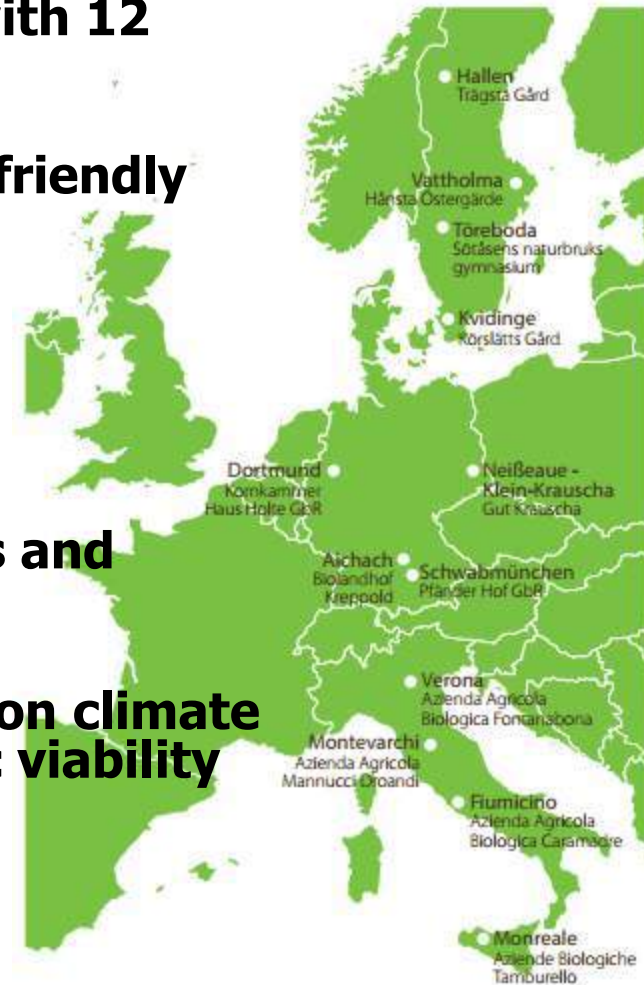 with 12
friendly
s and
on climate
viability
Hallen
Trägsta Gård
Vattholma
Hånsta Östergärde
Töreboda
Sötåsens naturbruks
gymnasium
Kvidinge
Körslätts Gård
Dortmund
Kornkammer
Haus Holte GbR
Neißeaue -
Klein-Krauscha
Gut Krauscha
Aichach
Biolandhof
Kreppold
Schwabmünchen
Pfänder Hof GbR
Verona
Azienda Agricola
Biologica Fontanabona
Montevarchi
Azienda Agricola
Mannucci Droandi
Fiumicino
Azienda Agricola
Biologica Caramadre
Monreale
Aziende Biologiche
Tamburello